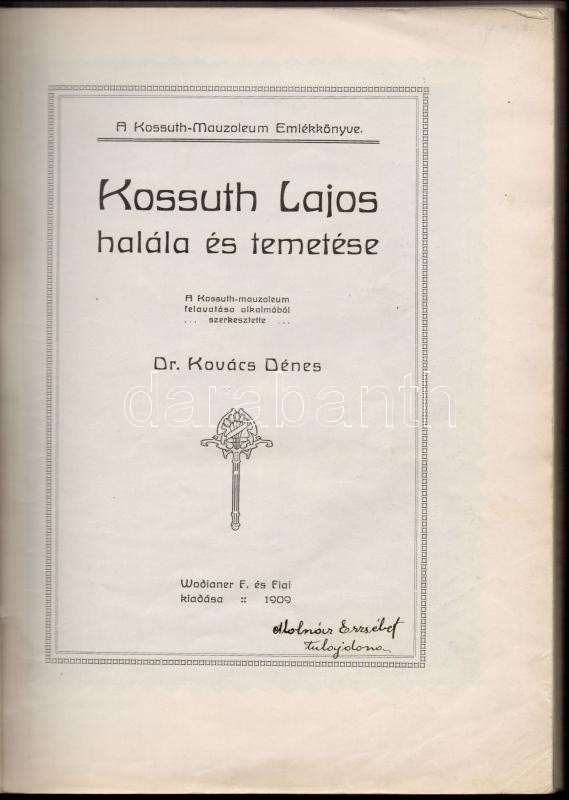 A Kossuth-Mauzoleum Emlékkönyve.
Kossuth Lajos
halála és temetése
A Kossuth-mauzoleum
felavatása alkalmából
... szerkesztette ...
Dr. Kovács Dénes
darabanth
Wodianer F. és Fiai
kiadása :: 1909
Molnár Erzsébet
tulajdona